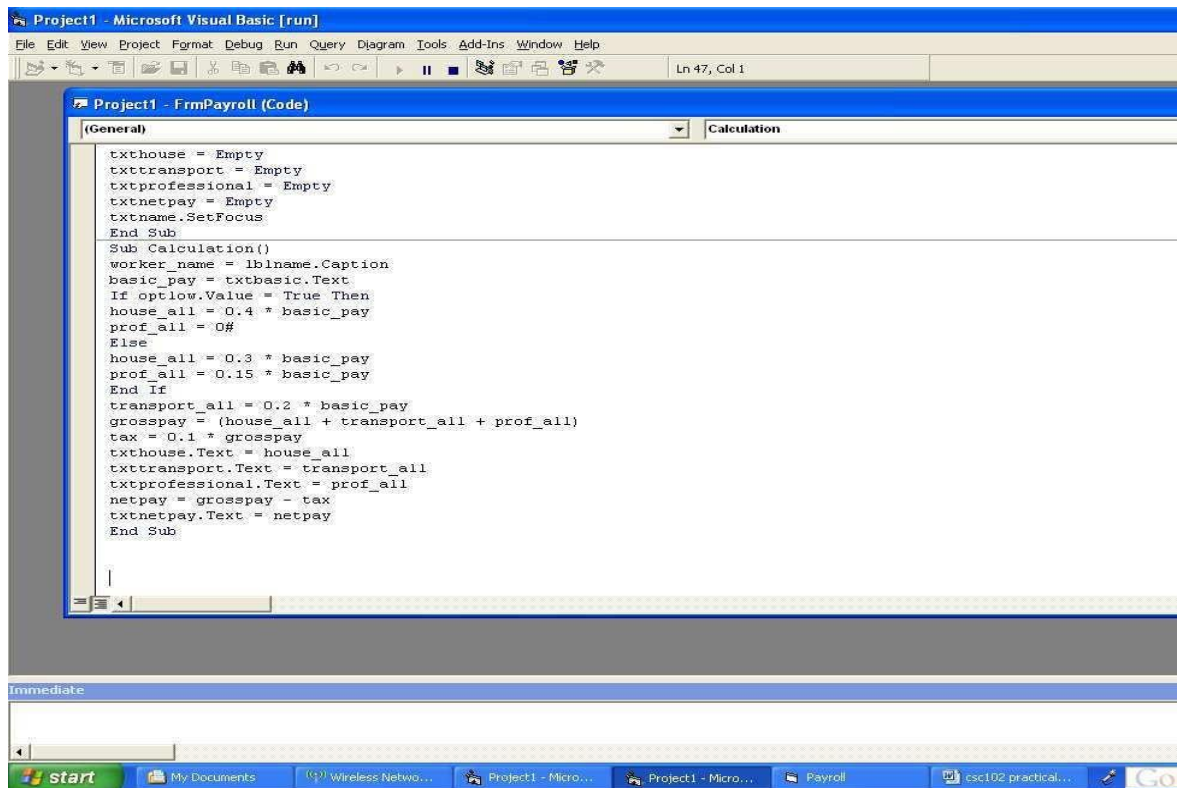 Project1 - Microsoft Visual Basic [run]
File Edit View Project Format Debug Run Query Diagram Tools Add-Ins Window Help
Ln 47, Col 1
Project1 - FrmPayroll (Code)
(General) Calculation
txthouse = Empty
txttransport = Empty
txtprofessional = Empty
txtnetpay = Empty
txtname.SetFocus
End Sub
Sub Calculation()
worker_name = lblname.Caption
basic_pay = txtbasic.Text
If optlow.Value = True Then
house_all = 0.4 * basic_pay
prof_all = 0#
Else
house_all = 0.3 * basic_pay
prof_all = 0.15 * basic_pay
End If
transport_all = 0.2 * basic_pay
grosspay = (house_all + transport_all + prof_all)
tax = 0.1 * grosspay
txthouse.Text = house_all
txttransport.Text = transport_all
txtprofessional.Text = prof_all
netpay = grosspay - tax
txtnetpay.Text = netpay
End Sub
Immediate
start My Documents Wireless Netwo... Project1 - Micro... Project1 - Micro... Payroll csc102 practical... Go